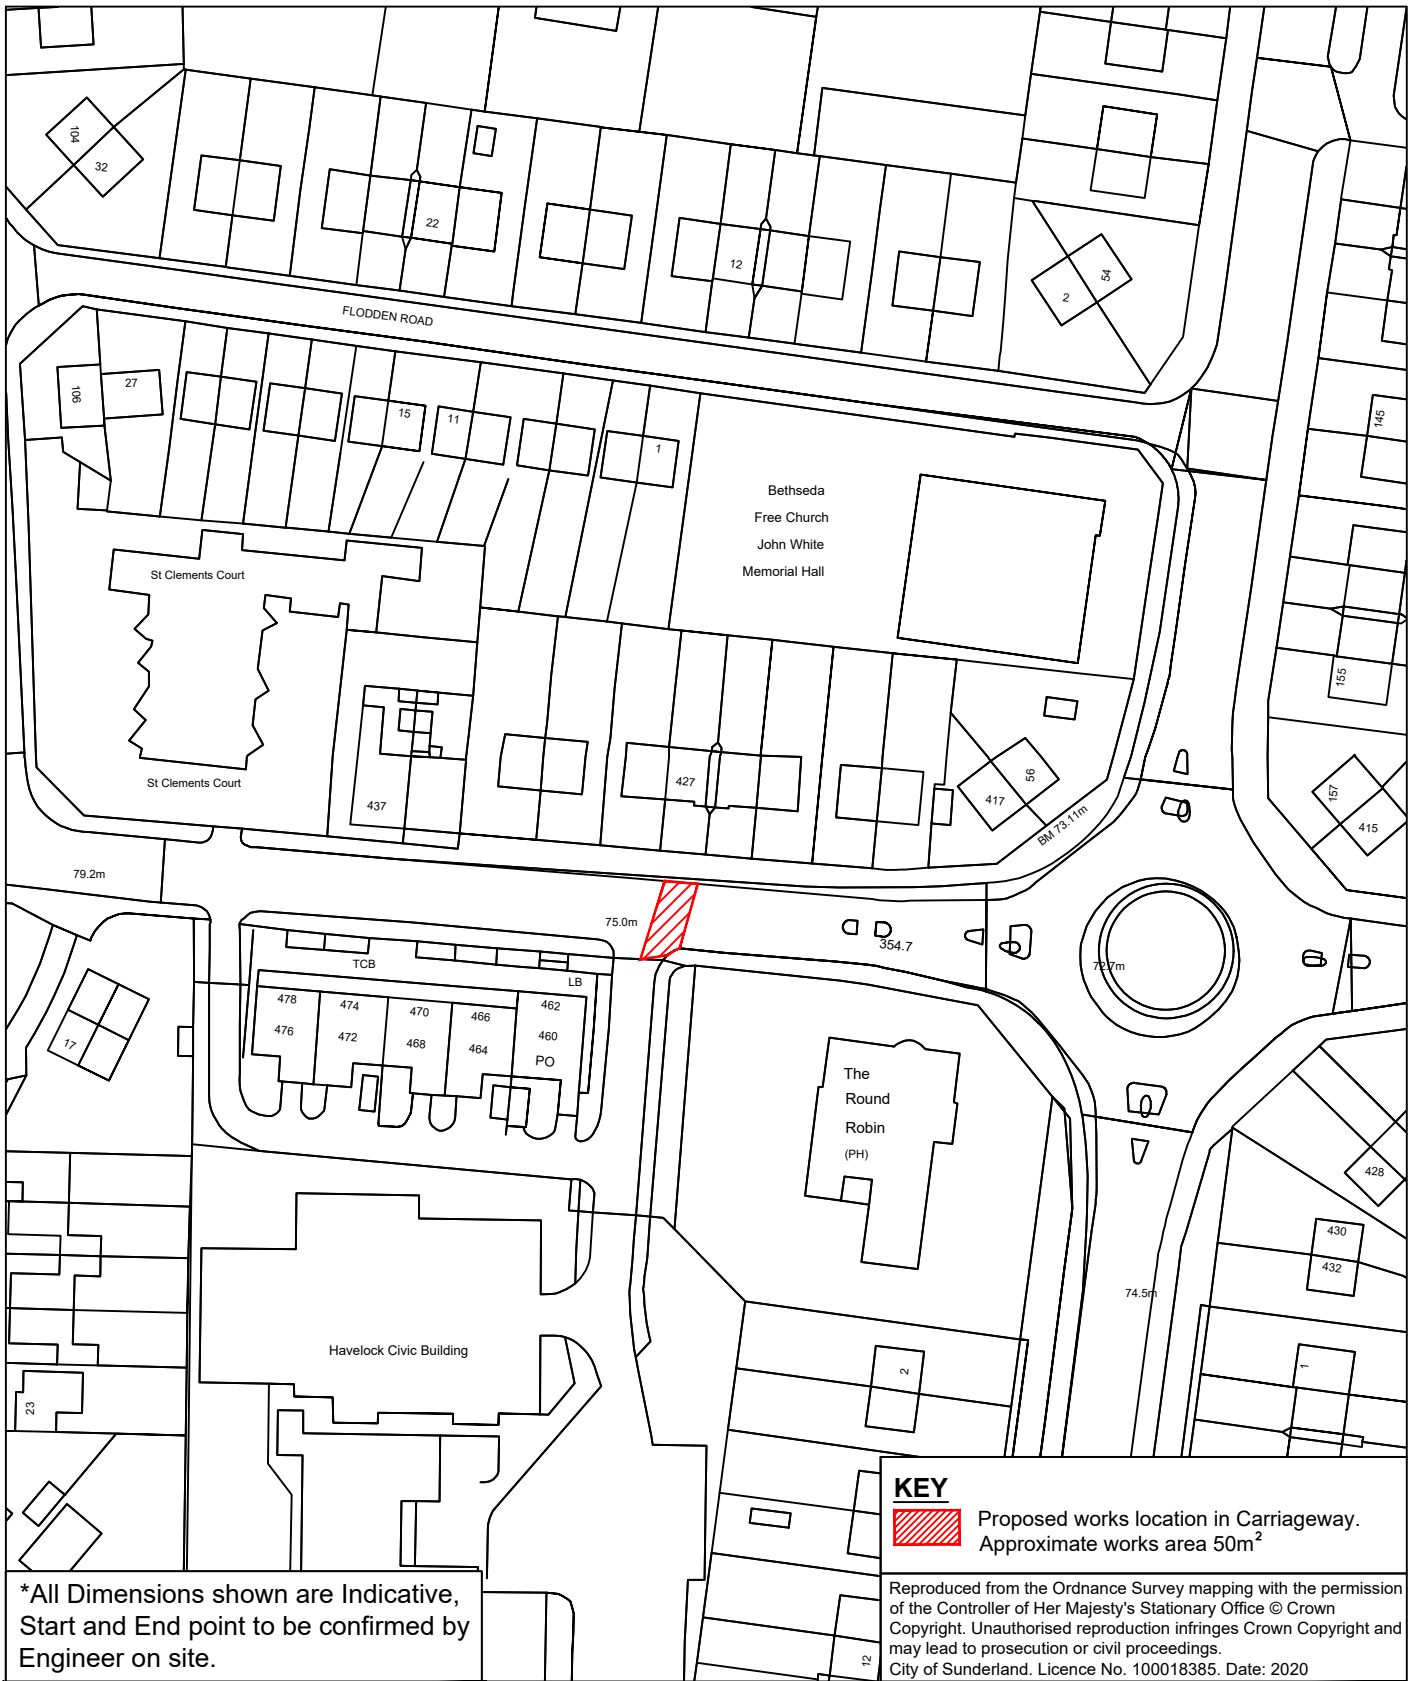 104
32
22
12
2
54
FLODDEN ROAD
106
27
15
11
1
145
Bethseda
Free Church
John White
Memorial Hall
St Clements Court
155
St Clements Court
437
427
417
56
BM 73.11m
157
415
79.2m
75.0m
354.7
72.7m
TCB
LB
478
474
470
466
462
476
472
468
464
460
PO
17
The
Round
Robin
(PH)
428
430
432
74.5m
Havelock Civic Building
2
1
23
12
KEY
Proposed works location in Carriageway.
Approximate works area 50m²
*All Dimensions shown are Indicative,
Start and End point to be confirmed by
Engineer on site.
Reproduced from the Ordnance Survey mapping with the permission
of the Controller of Her Majesty's Stationary Office © Crown
Copyright. Unauthorised reproduction infringes Crown Copyright and
may lead to prosecution or civil proceedings.
City of Sunderland. Licence No. 100018385. Date: 2020